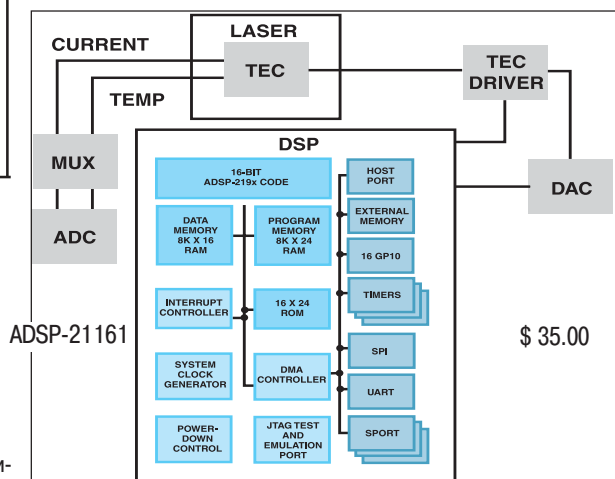 LASER
CURRENT
TEC
TEC
DRIVER
TEMP
DSP
MUX
16-BIT
ADSP-219x CODE
HOST
PORT
DAC
EXTERNAL
MEMORY
DATA
MEMORY
8K X 16
RAM
PROGRAM
MEMORY
8K X 24
RAM
ADC
16 GP10
TIMERS
INTERRUPT
CONTROLLER
16 X 24
ROM
ADSP-21161
$ 35.00
SPI
SYSTEM
CLOCK
GENERATOR
DMA
CONTROLLER
UART
POWER-
DOWN
CONTROL
JTAG TEST
AND
EMULATION
PORT
SPORT
и-